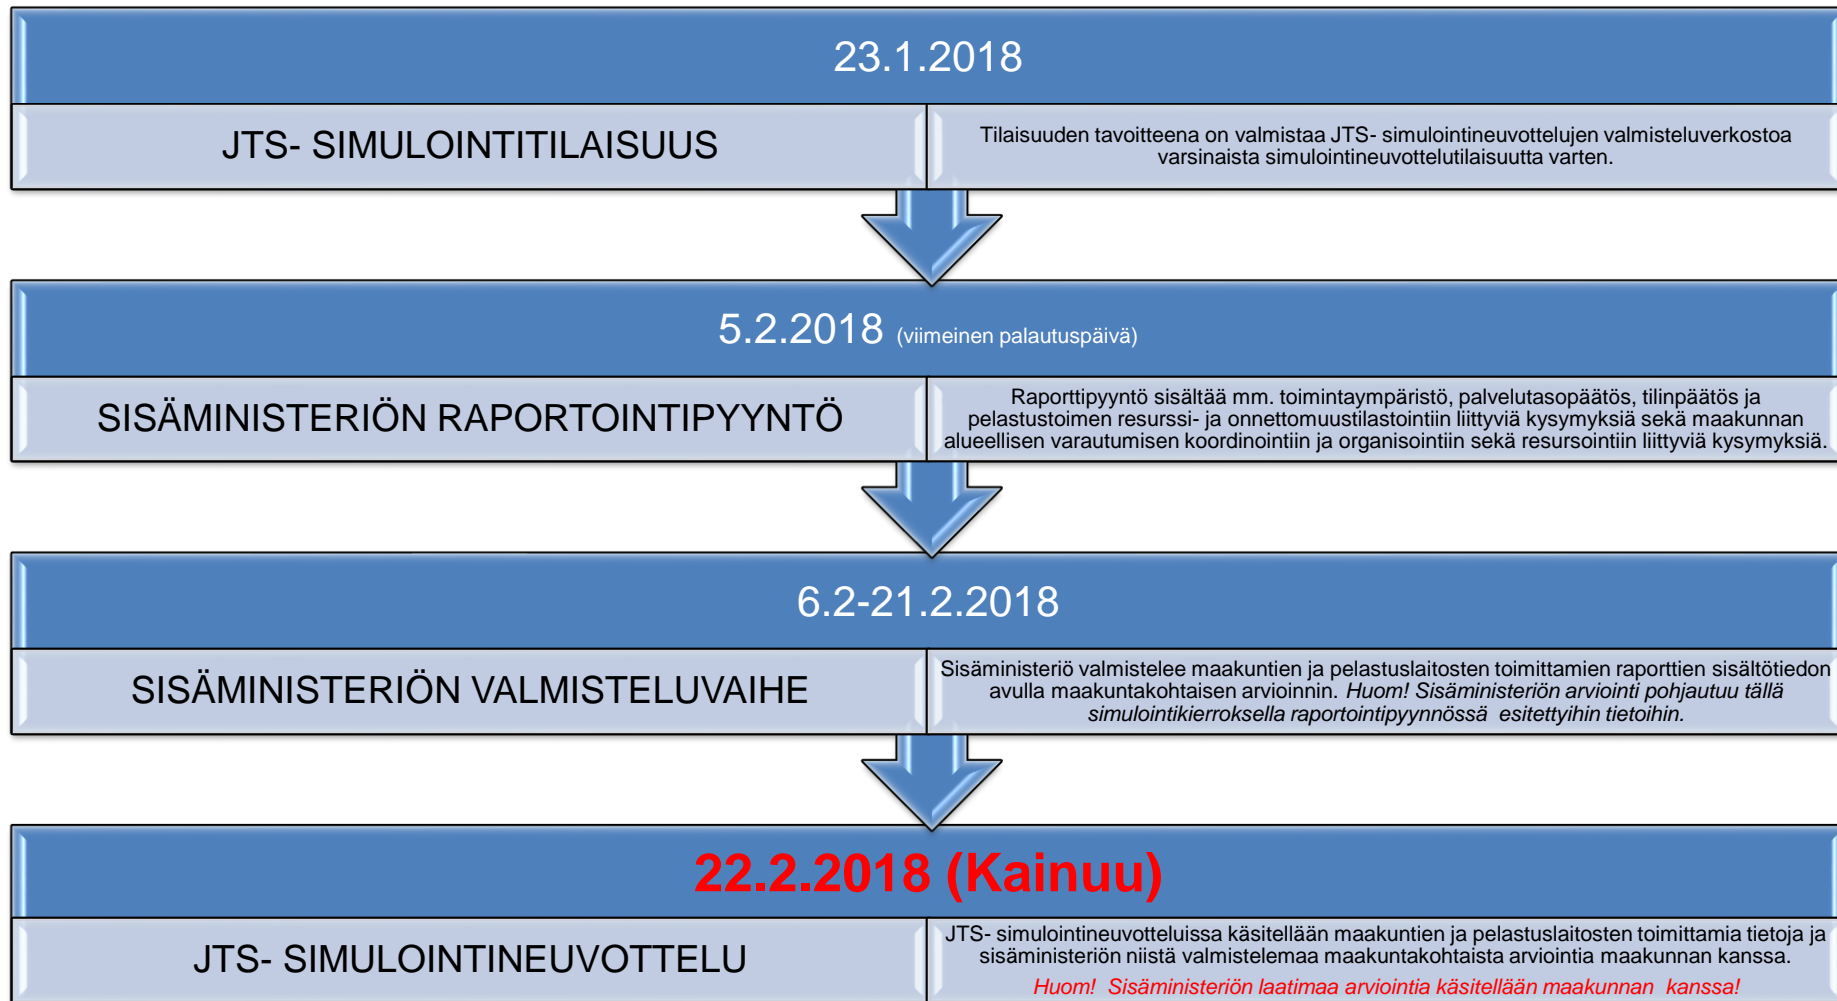 23.1.2018
JTS- SIMULOINTITILAISUUS
Tilaisuuden tavoitteena on valmistaa JTS- simulointineuvottelujen valmisteluverkostoa
varsinaista simulointineuvottelutilaisuutta varten.
5.2.2018 (viimeinen palautuspäivä)
SISÄMINISTERIÖN RAPORTOINTIPYYNTÖ
Raporttipyyntö sisältää mm. toimintaympäristö, palvelutasopäätös, tilinpäätös ja
pelastustoimen resurssi- ja onnettomuustilastointiin liittyviä kysymyksiä sekä maakunnan
alueellisen varautumisen koordinointiin ja organisointiin sekä resursointiin liittyviä kysymyksiä.
6.2-21.2.2018
SISÄMINISTERIÖN VALMISTELUVAIHE
Sisäministeriö valmistelee maakuntien ja pelastuslaitosten toimittamien raporttien sisältötiedon
avulla maakuntakohtaisen arvioinnin. Huom! Sisäministeriön arviointi pohjautuu tällä
simulointikierroksella raportointipyynnössä esitettyihin tietoihin.
22.2.2018 (Kainuu)
JTS- SIMULOINTINEUVOTTELU
JTS- simulointineuvotteluissa käsitellään maakuntien ja pelastuslaitosten toimittamia tietoja ja
sisäministeriön niistä valmistelemaa maakuntakohtaista arviointia maakunnan kanssa.
Huom! Sisäministeriön laatimaa arviointia käsitellään maakunnan kanssa!